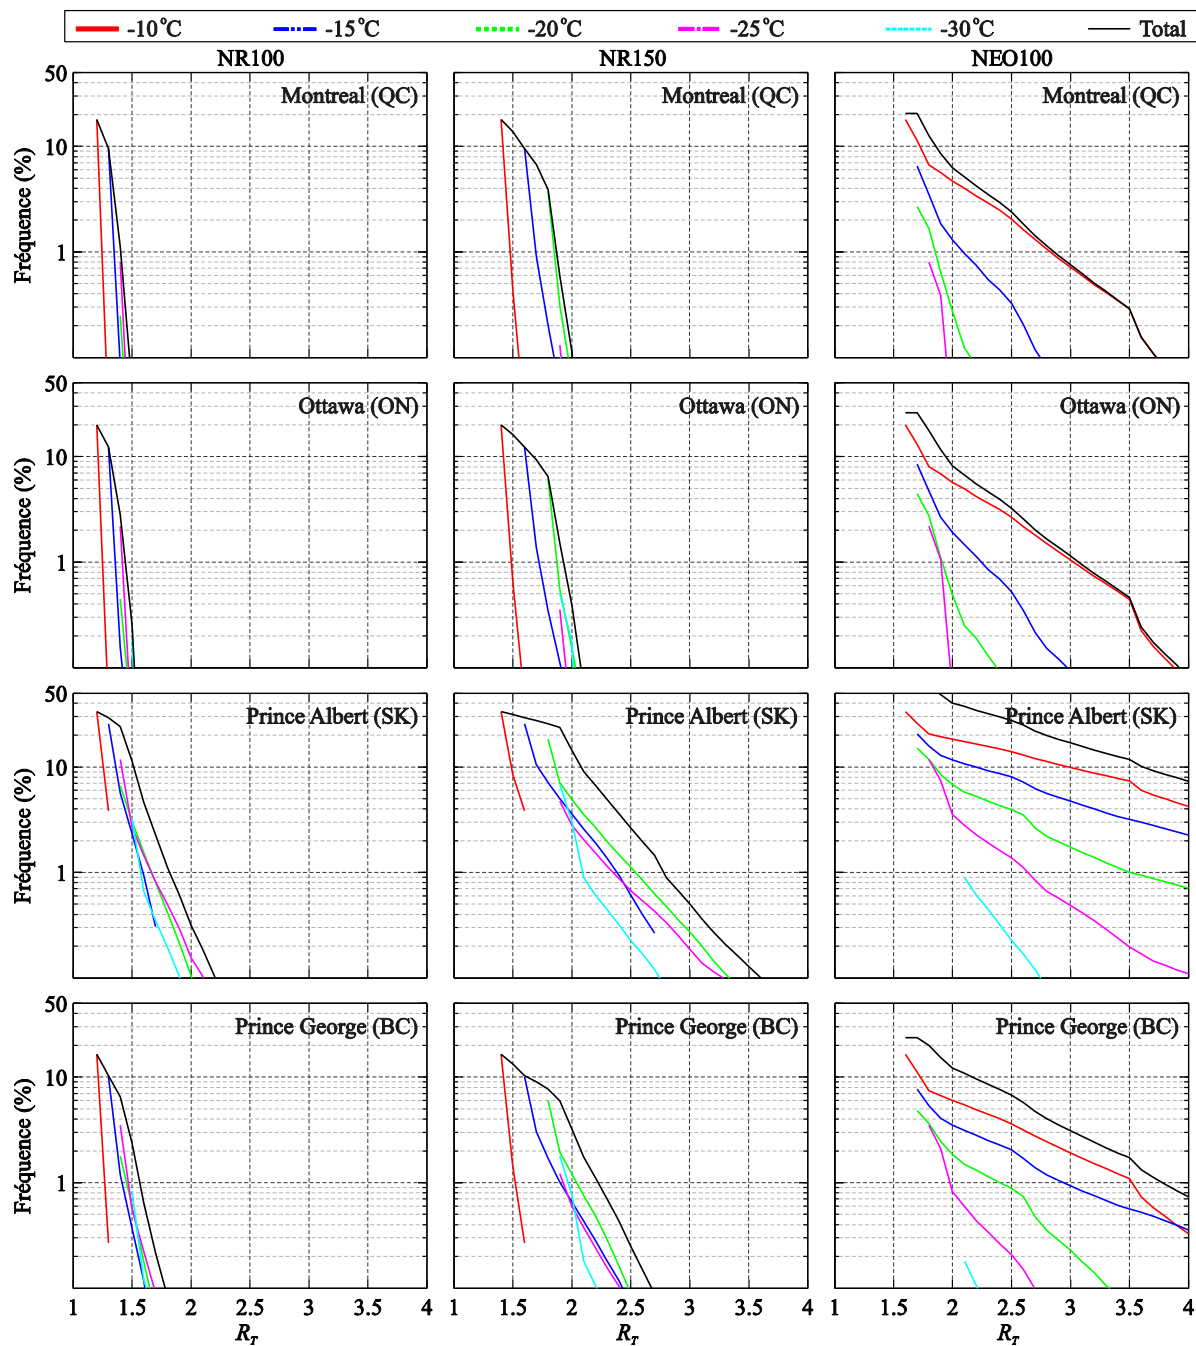 -10°C -15°C -20°C -25°C -30°C Total
NR100 NR150 NEO100
50 Montreal (QC) Montreal (QC) Montreal (QC)
10
1
Fréquence (%)
50 Ottawa (ON) Ottawa (ON) Ottawa (ON)
10
1
Fréquence (%)
50 Prince Albert (SK) Prince Albert (SK) Prince Albert (SK)
10
1
Fréquence (%)
50 Prince George (BC) Prince George (BC) Prince George (BC)
10
1
Fréquence (%)
1 1.5 2 2.5 3 3.5 4 1 1.5 2 2.5 3 3.5 4 1 1.5 2 2.5 3 3.5 4
R_T R_T R_T